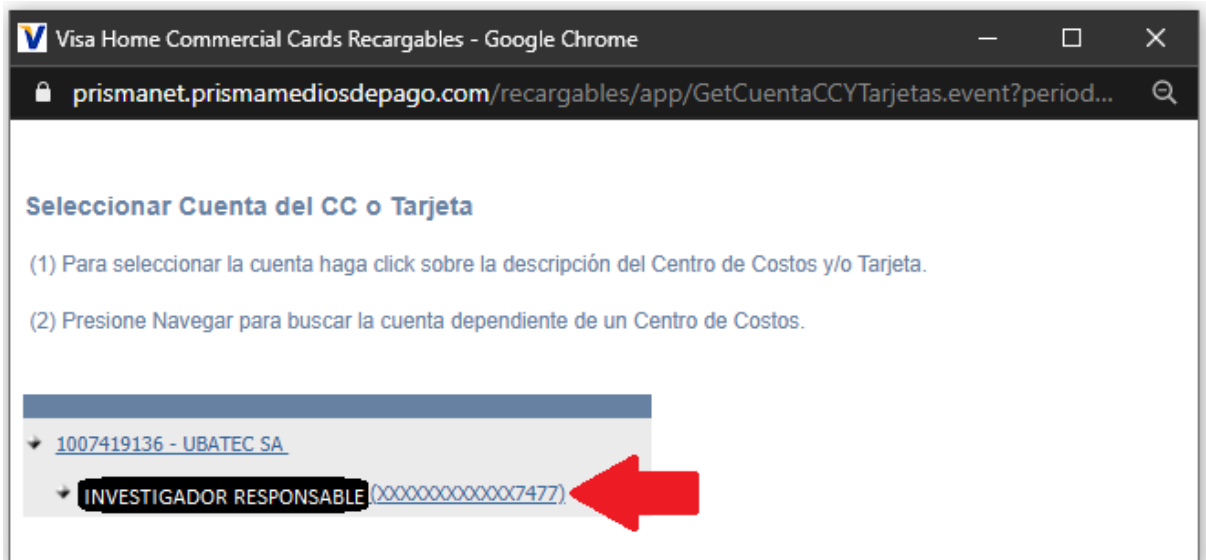 Visa Home Commercial Cards Recargables - Google Chrome
prismanet.prismamediosdepago.com/recargables/app/GetCuentaCCYTarjetas.event?period...
Seleccionar Cuenta del CC o Tarjeta
(1) Para seleccionar la cuenta haga click sobre la descripción del Centro de Costos y/o Tarjeta.
(2) Presione Navegar para buscar la cuenta dependiente de un Centro de Costos.
1007419136 - UBATEC SA
INVESTIGADOR RESPONSABLE (XXXXXXXXXXXX7477)